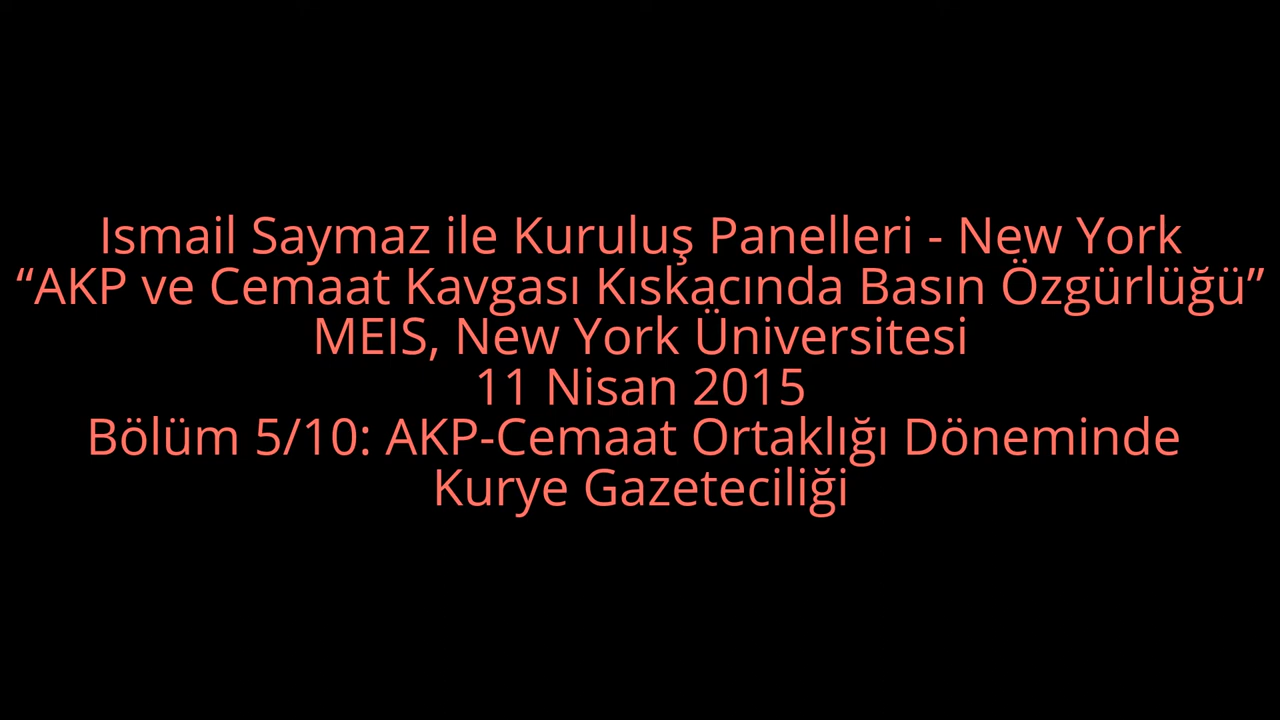 Ismail Saymaz ile Kuruluş Panelleri - New York
“AKP ve Cemaat Kavgası Kıskacında Basın Özgürlüğü”
MEIS, New York Üniversitesi
11 Nisan 2015
Bölüm 5/10: AKP-Cemaat Ortaklığı Döneminde
Kurye Gazeteciliği